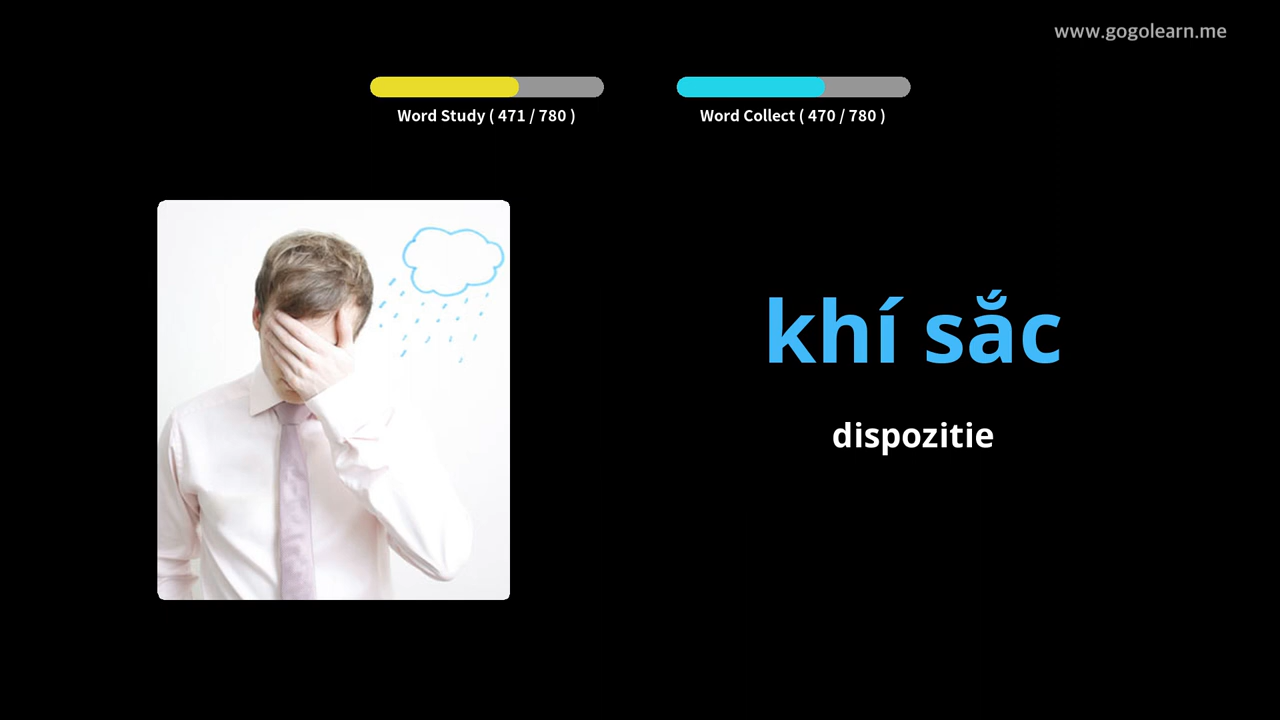 www.gogolearn.me
Word Study ( 471 / 780 )
Word Collect ( 470 / 780 )
khí sắc
dispozitie